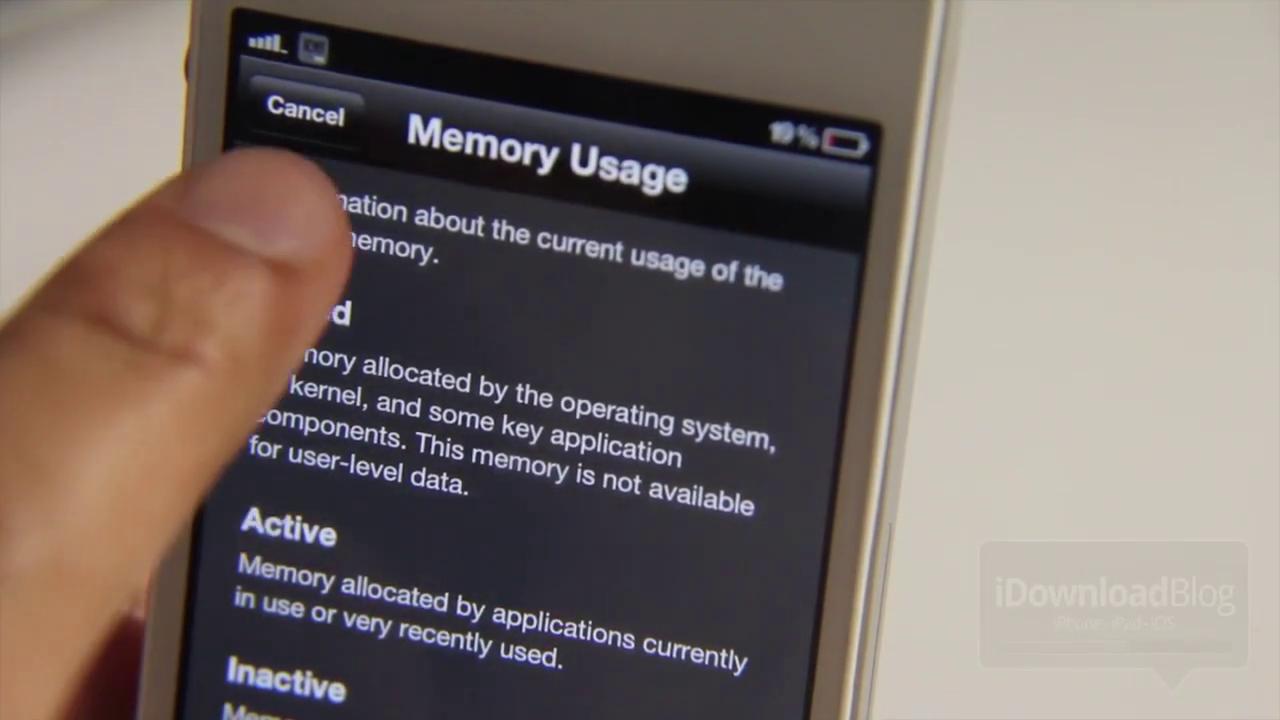 Cancel
Memory Usage
19%
mation about the current usage of the
memory.
d
mory allocated by the operating system,
kernel, and some key application
components. This memory is not available
for user-level data.
Active
Memory allocated by applications currently
in use or very recently used.
Inactive
iDownloadBlog
iPhone · iPad · iOS